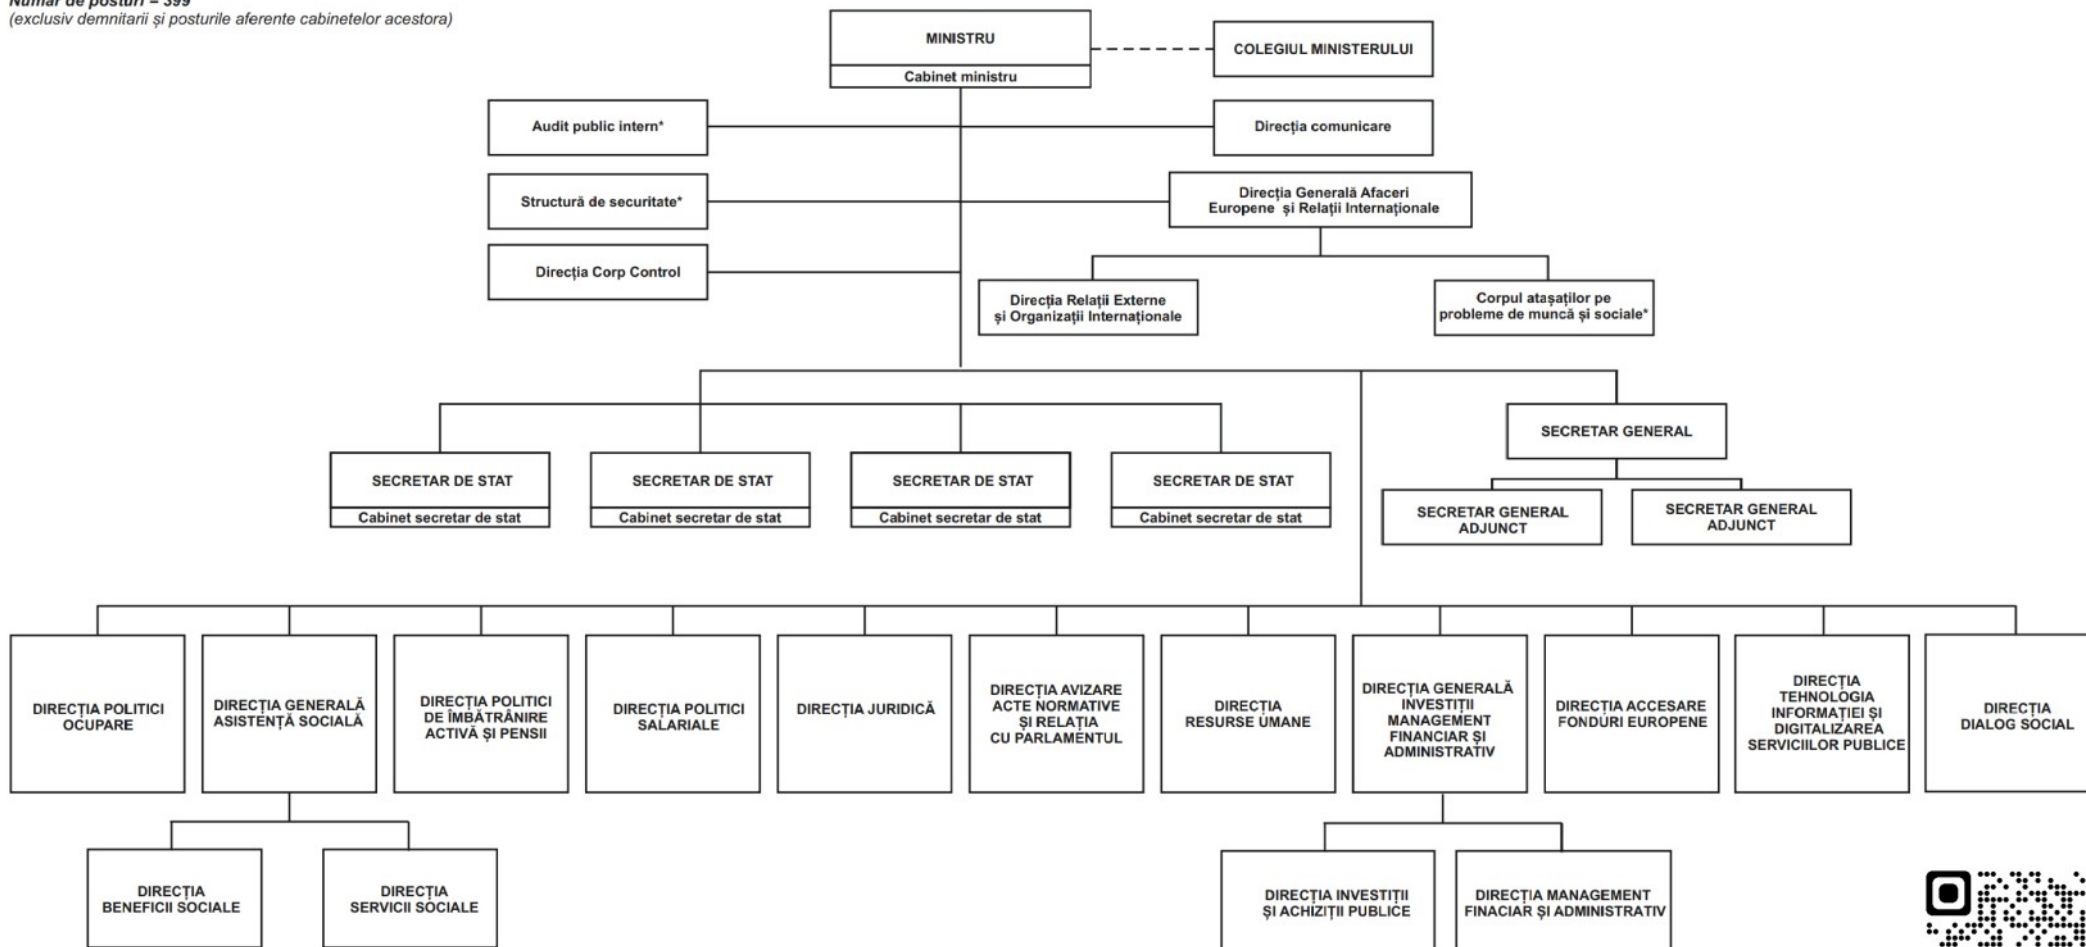 Număr de posturi = 399
(exclusiv demnitarii și posturile aferente cabinetelor acestora)
MINISTRU
Cabinet ministru
COLEGIUL MINISTERULUI
Audit public intern*
Direcția comunicare
Structură de securitate*
Direcția Generală Afaceri
Europene și Relații Internaționale
Direcția Corp Control
Direcția Relații Externe
și Organizații Internaționale
Corpul atașaților pe
probleme de muncă și sociale*
SECRETAR GENERAL
SECRETAR DE STAT
Cabinet secretar de stat
SECRETAR DE STAT
Cabinet secretar de stat
SECRETAR DE STAT
Cabinet secretar de stat
SECRETAR DE STAT
Cabinet secretar de stat
SECRETAR GENERAL
ADJUNCT
SECRETAR GENERAL
ADJUNCT
DIRECȚIA POLITICI
OCUPARE
DIRECȚIA GENERALĂ
ASISTENȚĂ SOCIALĂ
DIRECȚIA POLITICI
DE ÎMBĂTRÂNIRE
ACTIVĂ ȘI PENSII
DIRECȚIA POLITICI
SALARIALE
DIRECȚIA JURIDICĂ
DIRECȚIA AVIZARE
ACTE NORMATIVE
ȘI RELAȚIA
CU PARLAMENTUL
DIRECȚIA
RESURSE UMANE
DIRECȚIA GENERALĂ
INVESTIȚII
MANAGEMENT
FINANCIAR ȘI
ADMINISTRATIV
DIRECȚIA ACCESARE
FONDURI EUROPENE
DIRECȚIA
TEHNOLOGIA
INFORMAȚIEI ȘI
DIGITALIZAREA
SERVICIILOR PUBLICE
DIRECȚIA
DIALOG SOCIAL
DIRECȚIA
BENEFICII SOCIALE
DIRECȚIA
SERVICII SOCIALE
DIRECȚIA INVESTIȚII
ȘI ACHIZIȚII PUBLICE
DIRECȚIA MANAGEMENT
FINACIAR ȘI ADMINISTRATIV